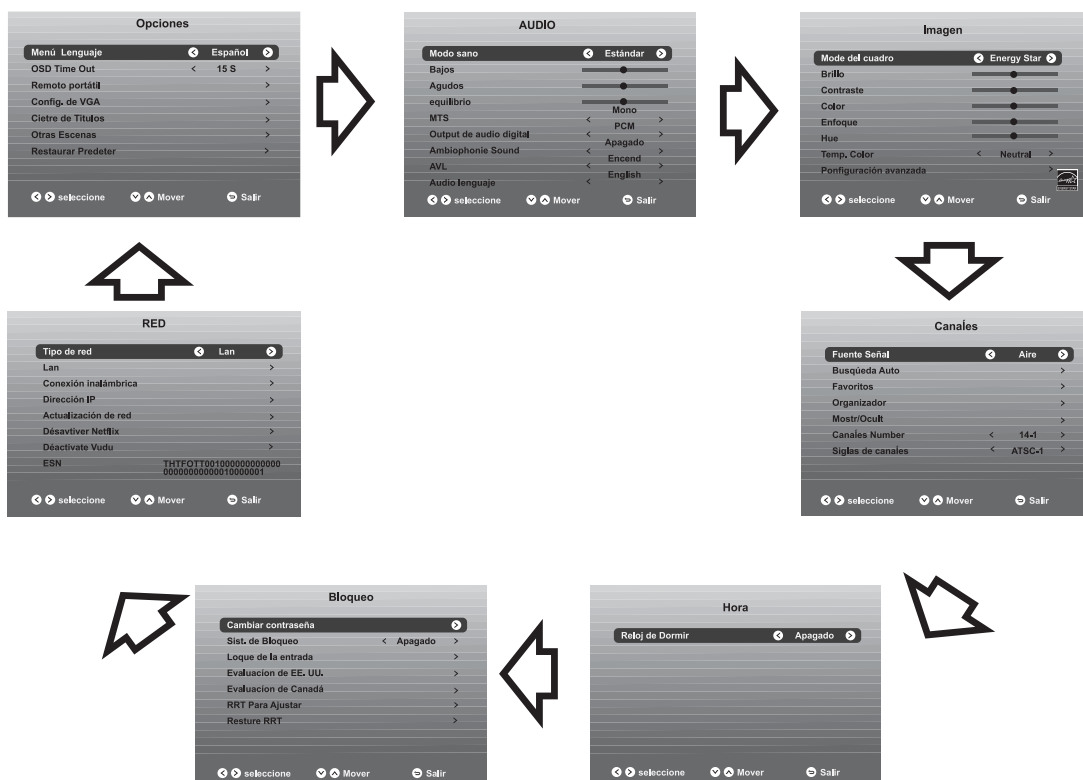 Opciones
Menú Lenguaje Español
OSD Time Out < 15 S >
Remoto portátil >
Config. de VGA >
Cietre de Titulos >
Otras Escenas >
Restaurar Predeter >
seleccione Mover Salir
AUDIO
Modo sano Estándar
Bajos
Agudos
equilibrio
MTS < Mono >
Output de audio digital < PCM >
Ambiophonie Sound < Apagado >
AVL < Encend >
Audio lenguaje < English >
seleccione Mover Salir
Imagen
Mode del cuadro Energy Star
Brillo
Contraste
Color
Enfoque
Hue
Temp. Color < Neutral >
Ponfiguración avanzada >
seleccione Mover Salir
RED
Tipo de red Lan
Lan >
Conexión inalámbrica >
Dirección IP >
Actualización de red >
Désavtiver Netflix >
Déactivate Vudu >
ESN THTFOTT001000000000000
00000000000010000001
seleccione Mover Salir
Canales
Fuente Señal Aire
Busqúeda Auto >
Favoritos >
Organizador >
Mostr/Ocult >
Canales Number < 14-1 >
Siglas de canales < ATSC-1 >
seleccione Mover Salir
Bloqueo
Cambiar contraseña
Sist. de Bloqueo < Apagado >
Loque de la entrada >
Evaluacion de EE. UU. >
Evaluacion de Canadá >
RRT Para Ajustar >
Resture RRT >
seleccione Mover Salir
Hora
Reloj de Dormir Apagado
seleccione Mover Salir